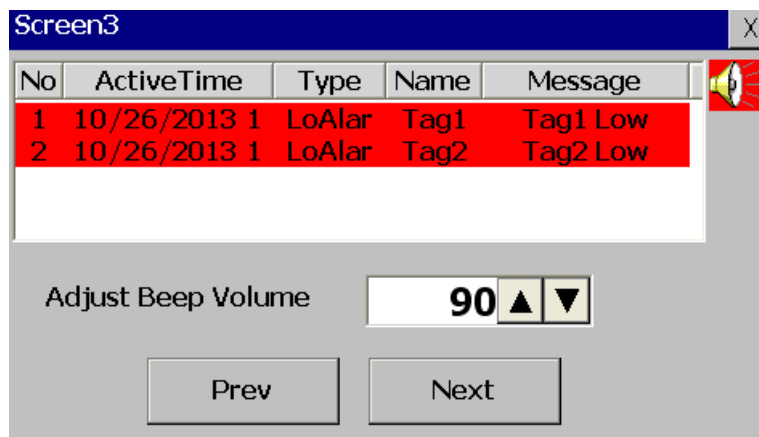 Screen3 X
No ActiveTime Type Name Message
1 10/26/2013 1 LoAlar Tag1 Tag1 Low
2 10/26/2013 1 LoAlar Tag2 Tag2 Low
Adjust Beep Volume 90
Prev Next